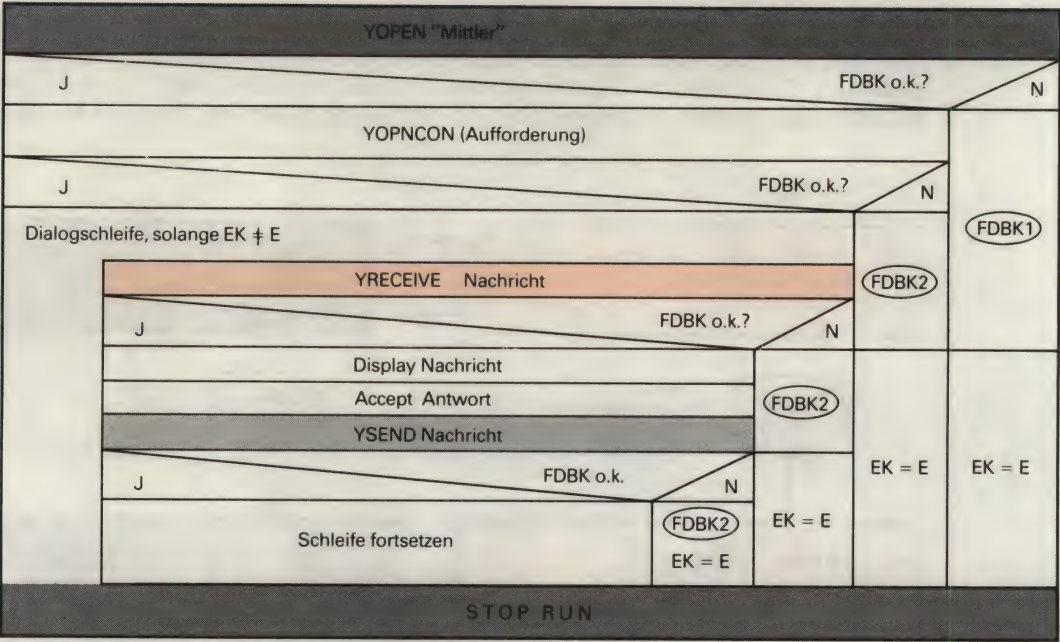 YOPEN "Mittler"
FDBK o.k.?
J
N
YOPNCON (Aufforderung)
FDBK o.k.?
J
N
FDBK1
Dialogschleife, solange EK ≠ E
YRECEIVE Nachricht
FDBK2
FDBK o.k.?
J
N
Display Nachricht
Accept Antwort
FDBK2
YSEND Nachricht
FDBK o.k.
J
N
EK = E
EK = E
FDBK2
EK = E
Schleife fortsetzen
EK = E
STOP RUN